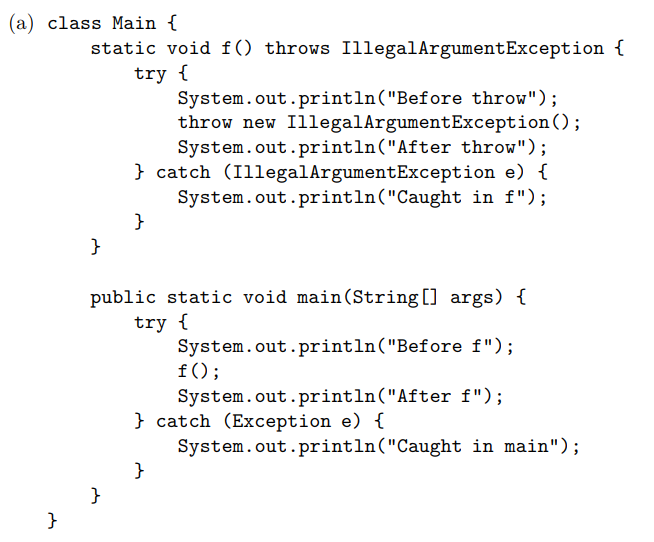 (a) class Main {
static void f() throws IllegalArgumentException {
try {
System.out.println("Before throw");
throw new IllegalArgumentException();
System.out.println("After throw");
} catch (IllegalArgumentException e) {
System.out.println("Caught in f");
}
}
public static void main(String[] args) {
try {
System.out.println("Before f");
f();
System.out.println("After f");
} catch (Exception e) {
System.out.println("Caught in main");
}
}
}